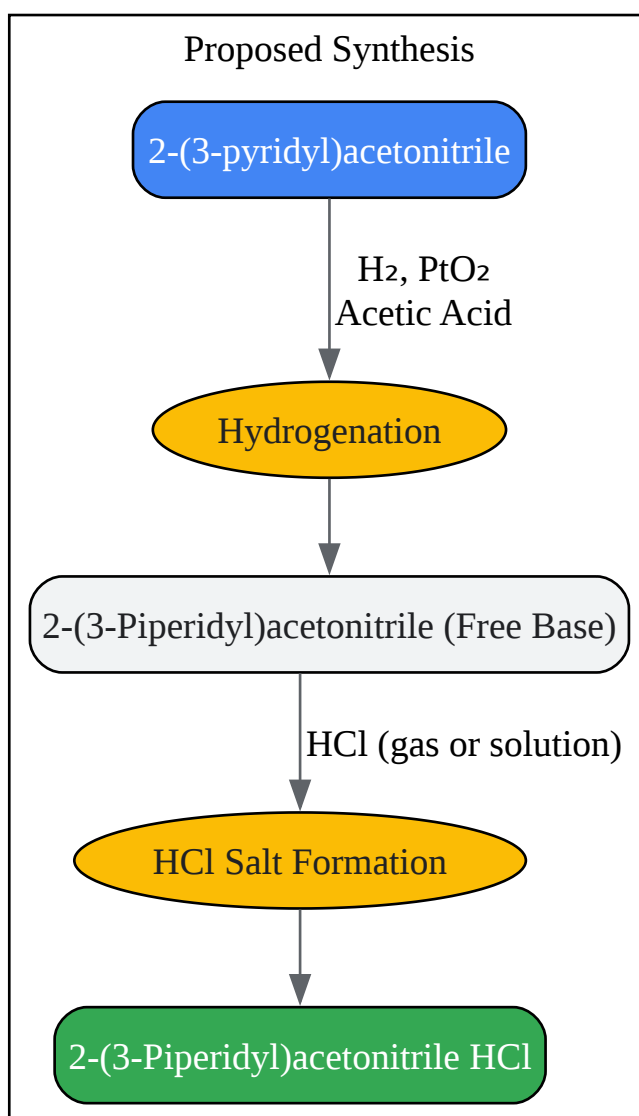 Proposed Synthesis
2-(3-pyridyl)acetonitrile
H₂, PtO₂
Acetic Acid
Hydrogenation
2-(3-Piperidyl)acetonitrile (Free Base)
HCl (gas or solution)
HCl Salt Formation
2-(3-Piperidyl)acetonitrile HCl